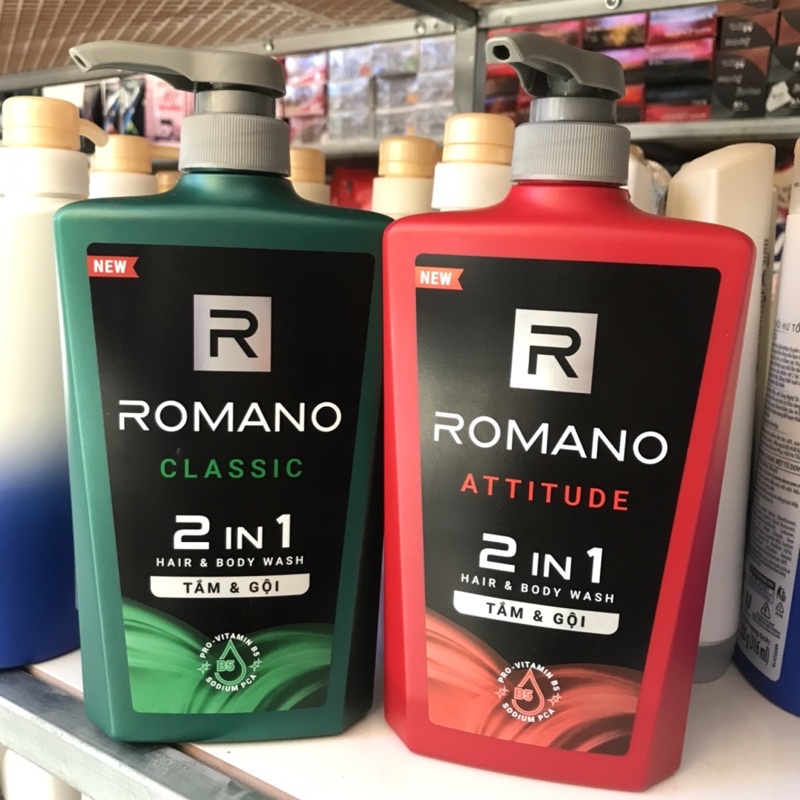 NEW
R
ROMANO
CLASSIC
2 IN 1
HAIR & BODY WASH
TẮM & GỘI
PRO-VITAMIN B5
B5
SODIUM PCA
NEW
R
ROMANO
ATTITUDE
2 IN 1
HAIR & BODY WASH
TẮM & GỘI
PRO-VITAMIN B5
B5
SODIUM PCA